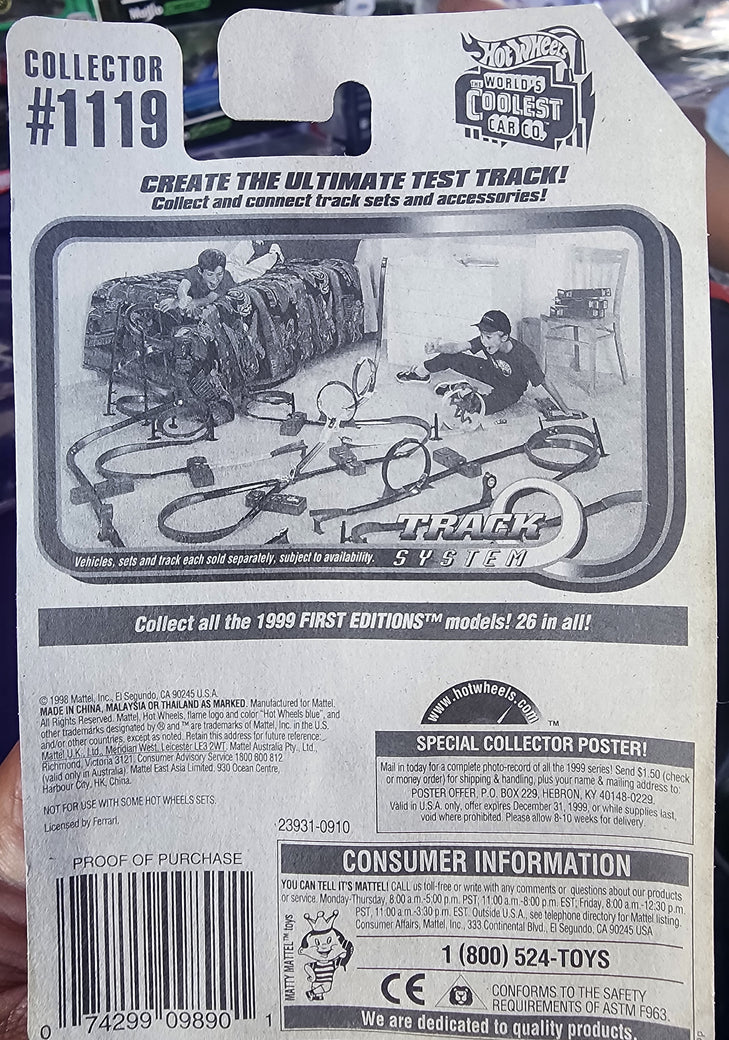 COLLECTOR
#1119
HOT WHEELS
THE WORLD'S
COOLEST
CAR CO.
CREATE THE ULTIMATE TEST TRACK!
Collect and connect track sets and accessories!
TRACK
Vehicles, sets and track each sold separately, subject to availability.
SYSTEM
Collect all the 1999 FIRST EDITIONS™ models! 26 in all!
© 1998 Mattel, Inc., El Segundo, CA 90245 U.S.A.
MADE IN CHINA, MALAYSIA OR THAILAND AS MARKED. Manufactured for Mattel.
All Rights Reserved. Mattel, Hot Wheels, flame logo and color "Hot Wheels blue", and
other trademarks designated by ® and ™ are trademarks of Mattel, Inc. in the U.S.
and/or other countries, except as noted. Retain this address for future reference:
Mattel U.K., Ltd., Meridian West, Leicester LE3 2WT. Mattel Australia Pty., Ltd.,
Richmond, Victoria 3121. Consumer Advisory Service 1800 800 812
(valid only in Australia). Mattel East Asia Limited, 930 Ocean Centre,
Harbour City, HK, China.
NOT FOR USE WITH SOME HOT WHEELS SETS.
Licensed by Ferrari.
23931-0910
www.hotwheels.com
TM
SPECIAL COLLECTOR POSTER!
Mail in today for a complete photo-record of all the 1999 series! Send $1.50 (check
or money order) for shipping & handling, plus your name & mailing address to:
POSTER OFFER, P.O. BOX 229, HEBRON, KY 40148-0229.
Valid in U.S.A. only, offer expires December 31, 1999, or while supplies last,
void where prohibited. Please allow 8-10 weeks for delivery.
PROOF OF PURCHASE
0 74299 09890 1
CONSUMER INFORMATION
YOU CAN TELL IT'S MATTEL! CALL us toll-free or write with any comments or questions about our products
or service. Monday-Thursday, 8:00 a.m.-5:00 p.m. PST, 11:00 a.m.-8:00 p.m. EST; Friday, 8:00 a.m.-12:30 p.m.
PST, 11:00 a.m.-3:30 p.m. EST. Outside U.S.A., see telephone directory for Mattel listing.
Consumer Affairs, Mattel, Inc., 333 Continental Blvd., El Segundo, CA 90245 USA
MATTY MATTEL™ toys
1 (800) 524-TOYS
CE
CONFORMS TO THE SAFETY
REQUIREMENTS OF ASTM F963.
We are dedicated to quality products.